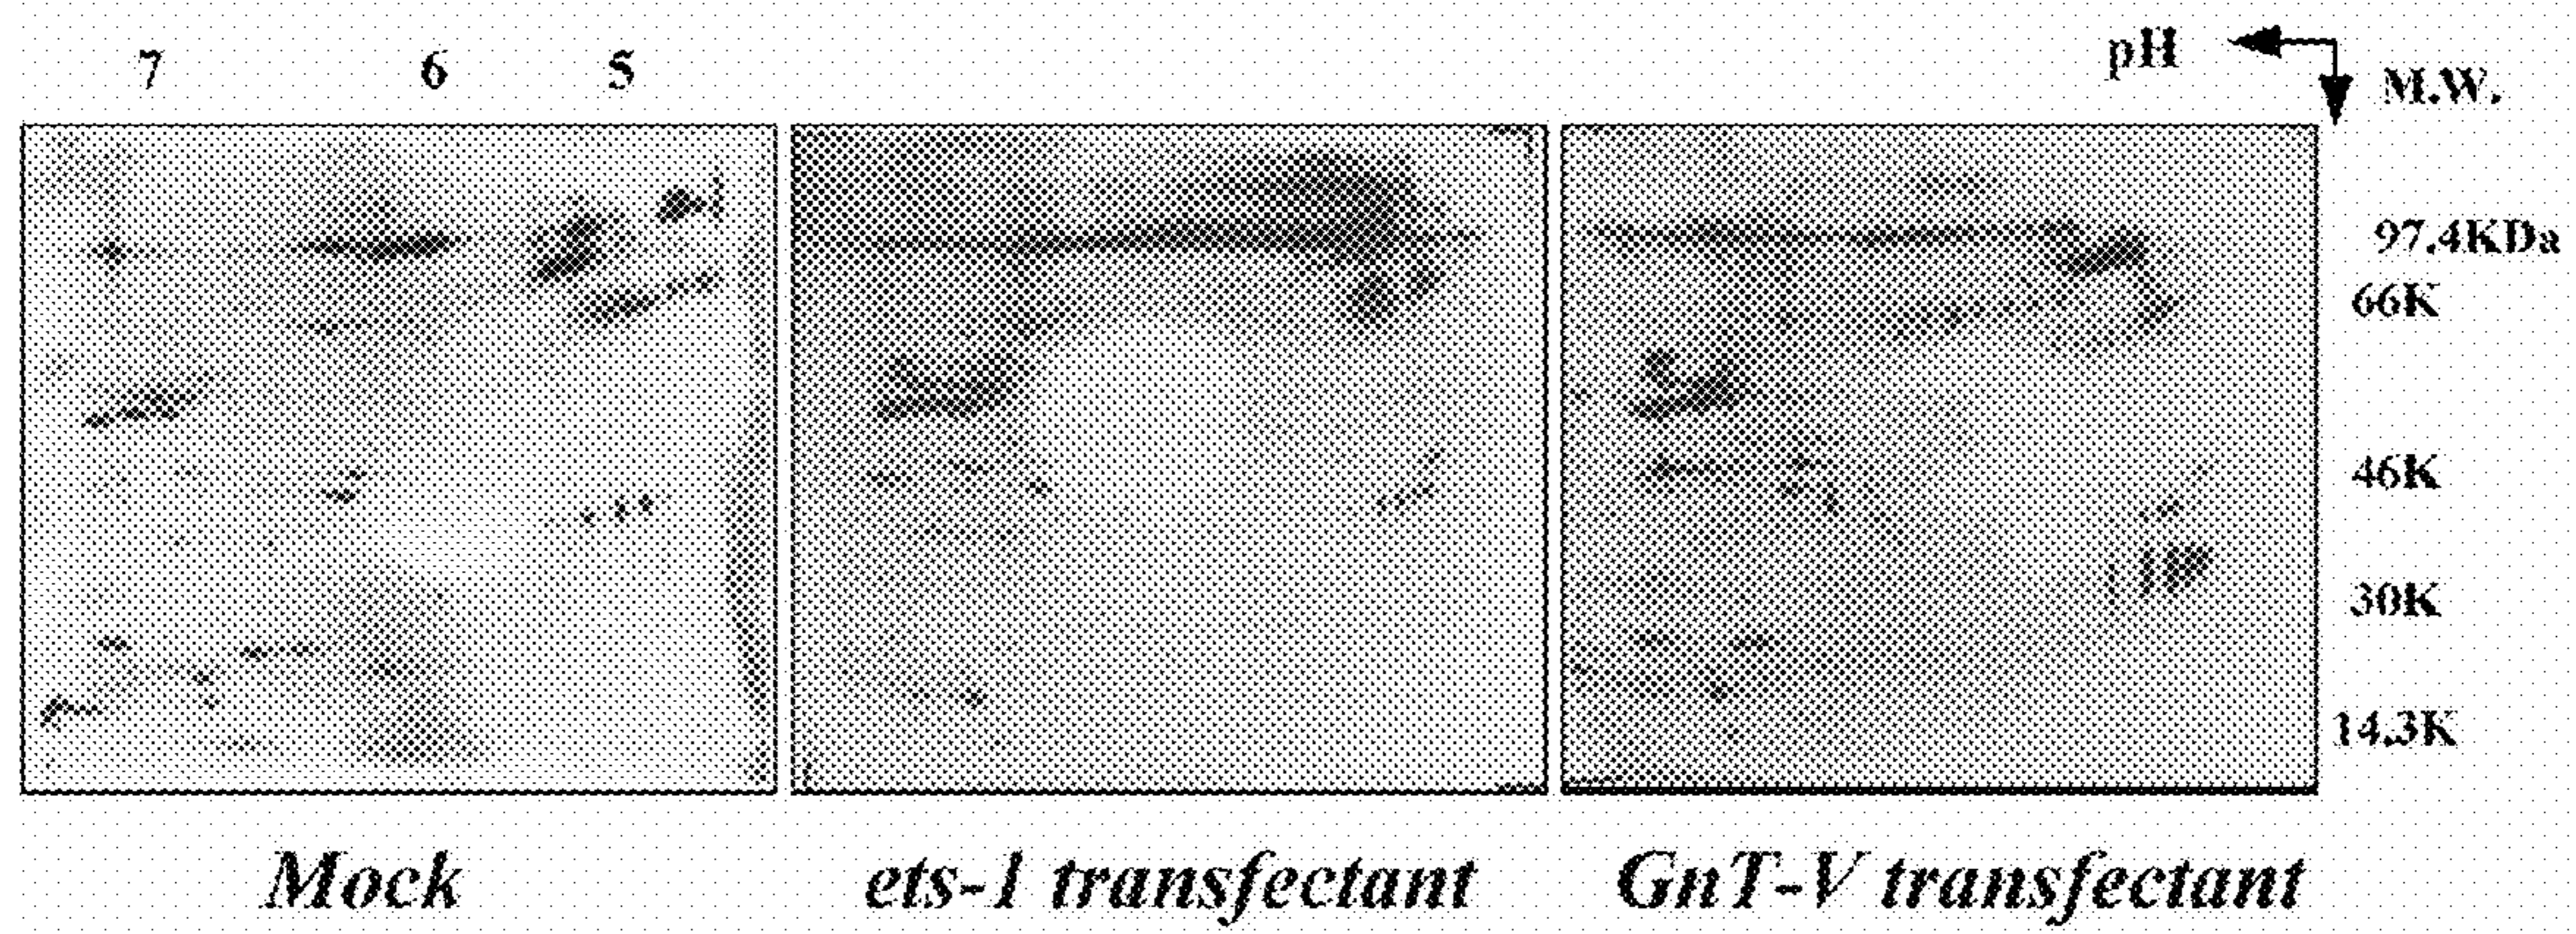 7 6 5 pH M.W.
97.4KDa
66K
46K
30K
14.3K
Mock ets-1 transfectant GnT-V transfectant